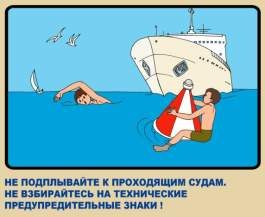 НЕ ПОДПЛЫВАЙТЕ К ПРОХОДЯЩИМ СУДАМ.
НЕ ВЗБИРАЙТЕСЬ НА ТЕХНИЧЕСКИЕ
ПРЕДУПРЕДИТЕЛЬНЫЕ ЗНАКИ !